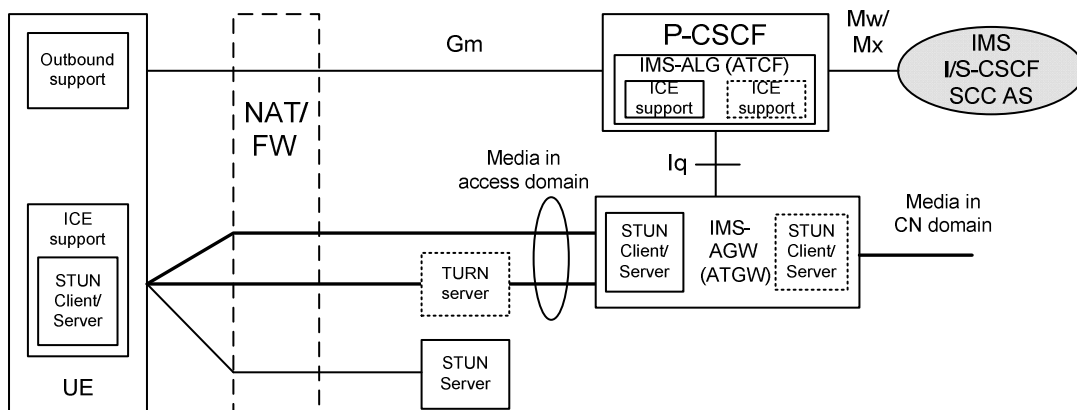 Outbound
support
ICE
support
STUN
Client/
Server
UE
NAT/
FW
Gm
P-CSCF
IMS-ALG (ATCF)
ICE
support
ICE
support
Mw/
Mx
IMS
I/S-CSCF
SCC AS
Iq
Media in
access domain
STUN
Client/
Server
IMS-
AGW
(ATGW)
STUN
Client/
Server
Media in
CN domain
TURN
server
STUN
Server